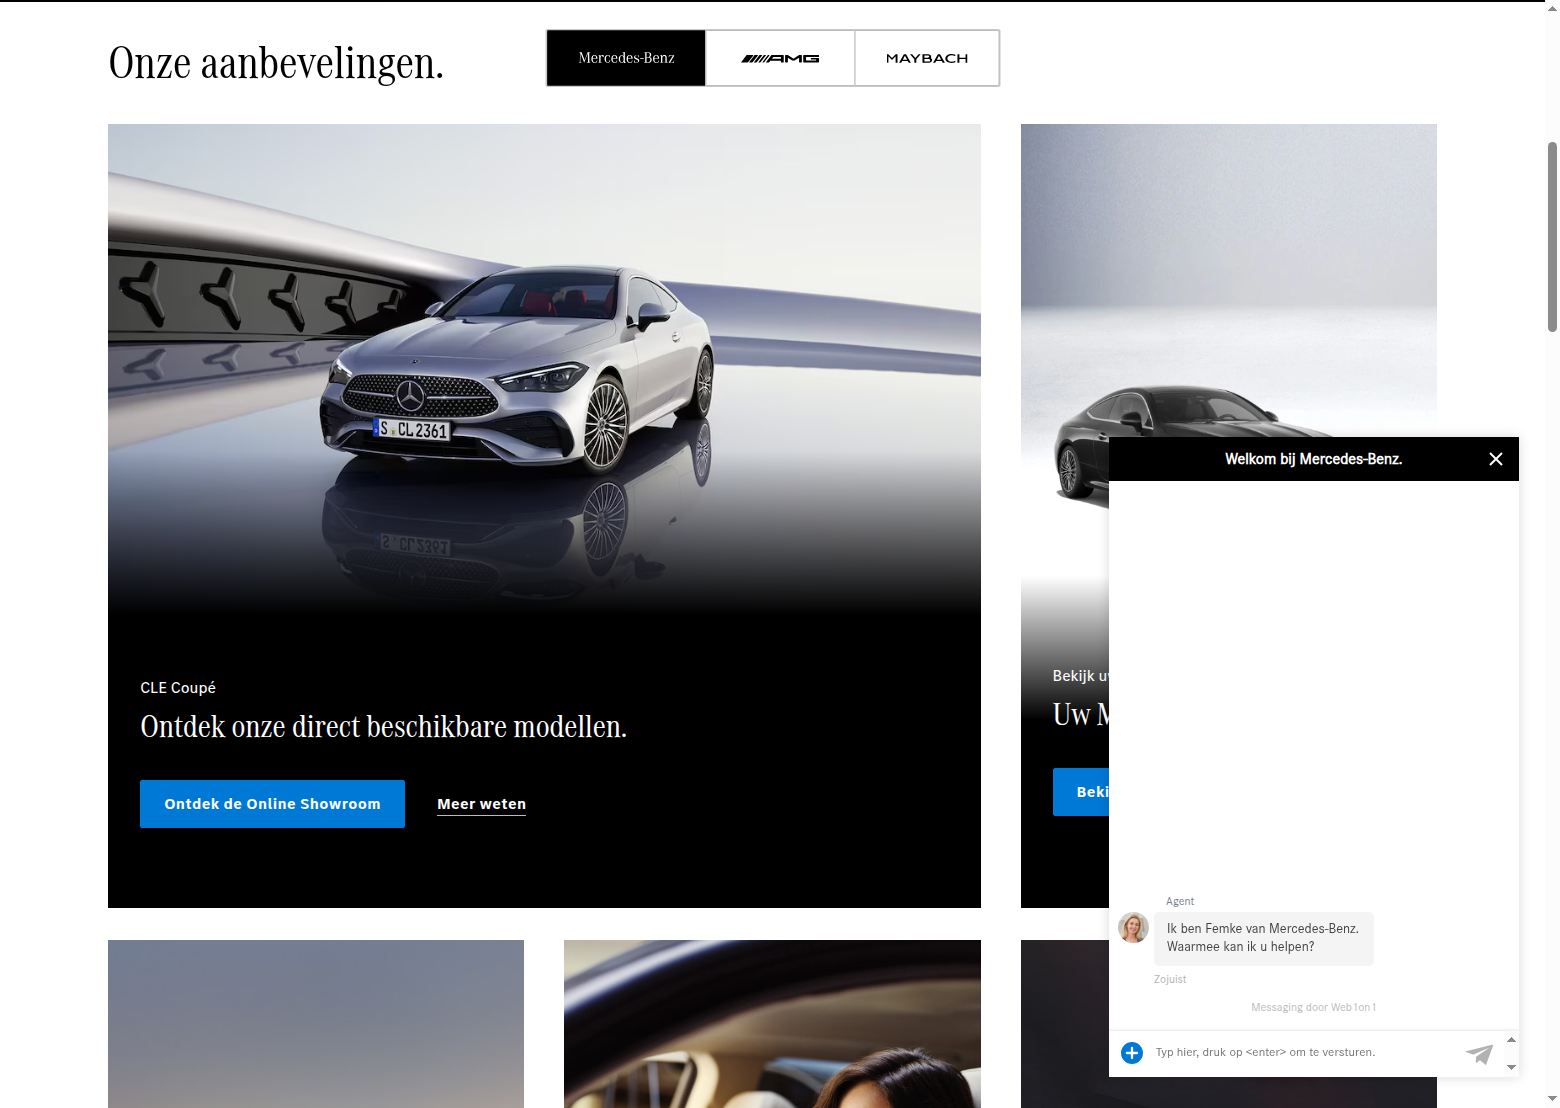 Onze aanbevelingen.
Mercedes-Benz
AMG
MAYBACH
S CL 2361
CLE Coupé
Ontdek onze direct beschikbare modellen.
Ontdek de Online Showroom
Meer weten
Bekijk
Uw
Welkom bij Mercedes-Benz.
Agent
Ik ben Femke van Mercedes-Benz.
Waarmee kan ik u helpen?
Zojuist
Messaging door Web1on1
Typ hier, druk op <enter> om te versturen.